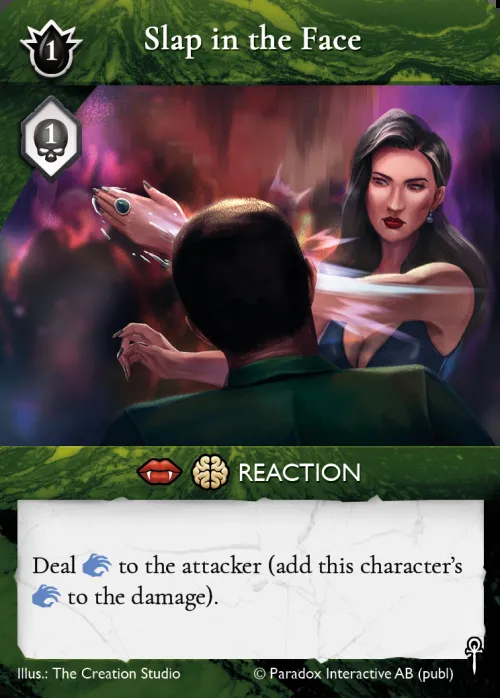 1
Slap in the Face
1
REACTION
Deal to the attacker (add this character's
to the damage).
Illus.: The Creation Studio © Paradox Interactive AB (publ)